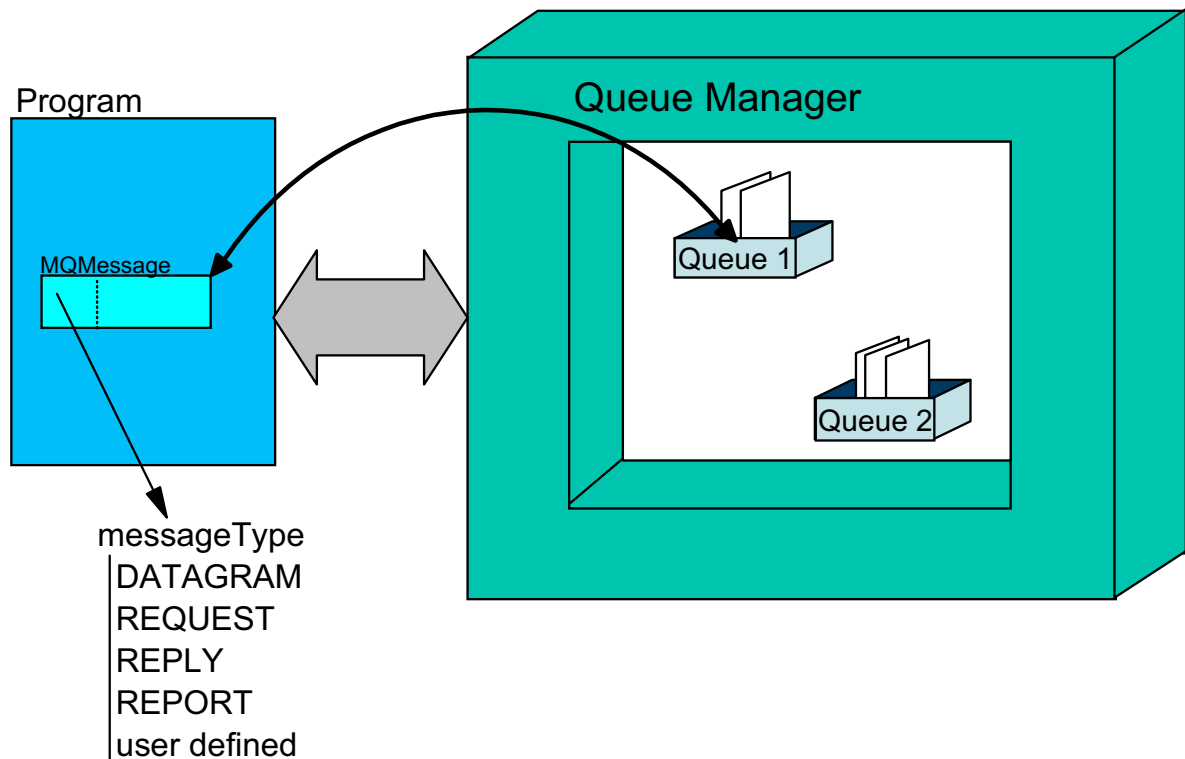 Program
Queue Manager
MQMessage
Queue 1
Queue 2
messageType
DATAGRAM
REQUEST
REPLY
REPORT
user defined